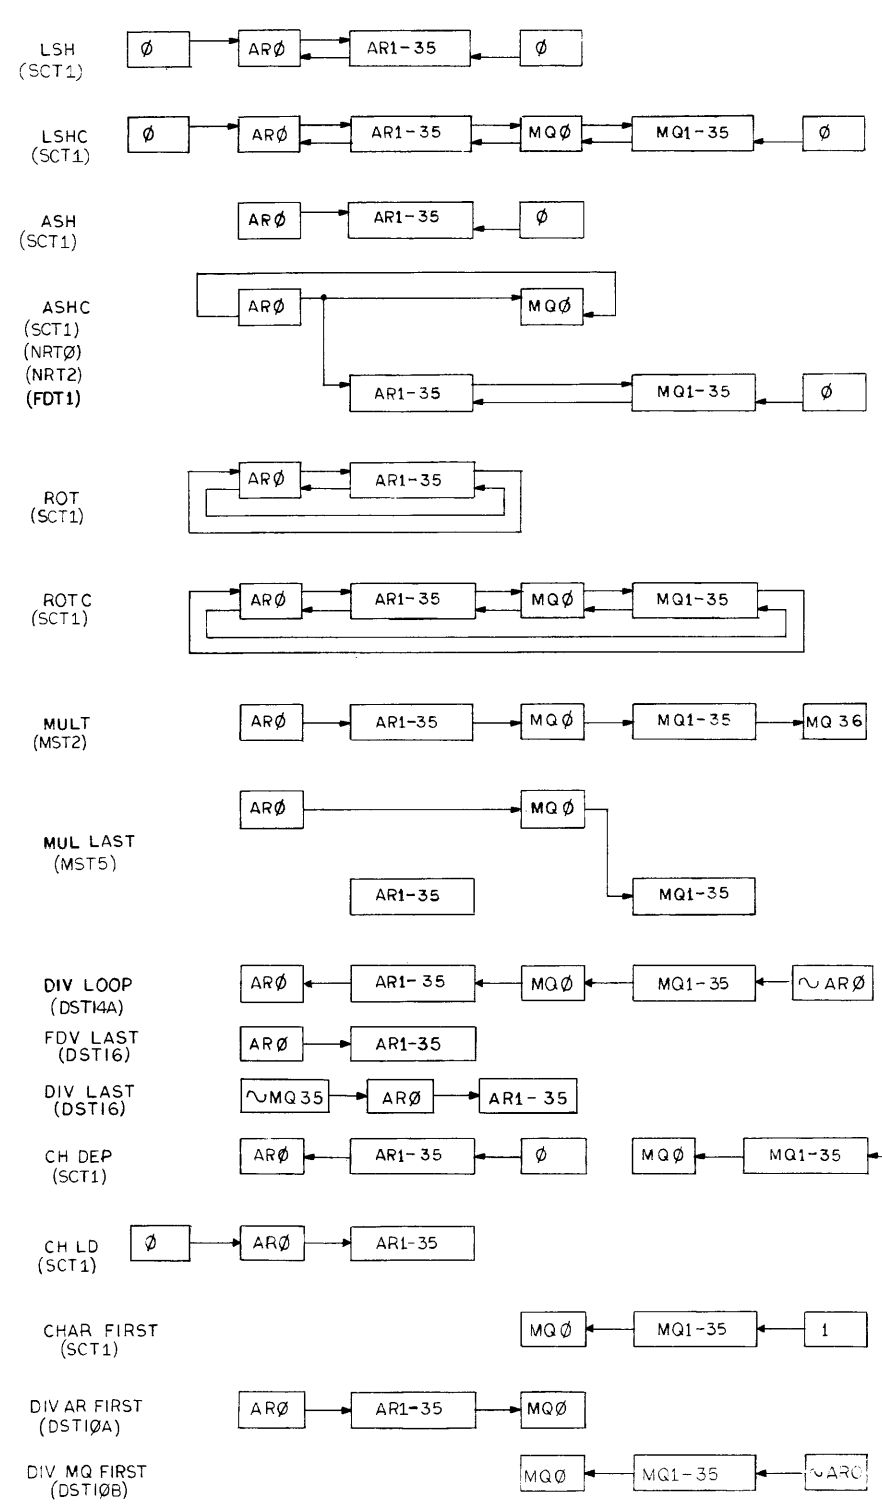 LSH Ø ARØ AR1-35 Ø
(SCT1)
LSHC Ø ARØ AR1-35 MQØ MQ1-35 Ø
(SCT1)
ASH ARØ AR1-35 Ø
(SCT1)
ASHC ARØ MQØ
(SCT1)
(NRTØ)
(NRT2)
(FDT1) AR1-35 MQ1-35 Ø
ROT ARØ AR1-35
(SCT1)
ROTC ARØ AR1-35 MQØ MQ1-35
(SCT1)
MULT ARØ AR1-35 MQØ MQ1-35 MQ36
(MST2)
ARØ MQØ
MUL LAST
(MST5)
AR1-35 MQ1-35
DIV LOOP ARØ AR1-35 MQØ MQ1-35 ~ARØ
(DST14A)
FDV LAST ARØ AR1-35
(DST16)
DIV LAST ~MQ35 ARØ AR1-35
(DST16)
CH DEP ARØ AR1-35 Ø MQØ MQ1-35
(SCT1)
CH LD Ø ARØ AR1-35
(SCT1)
CHAR FIRST MQØ MQ1-35 1
(SCT1)
DIV AR FIRST ARØ AR1-35 MQØ
(DST1ØA)
DIV MQ FIRST MQØ MQ1-35 ~ARO
(DST1ØB)